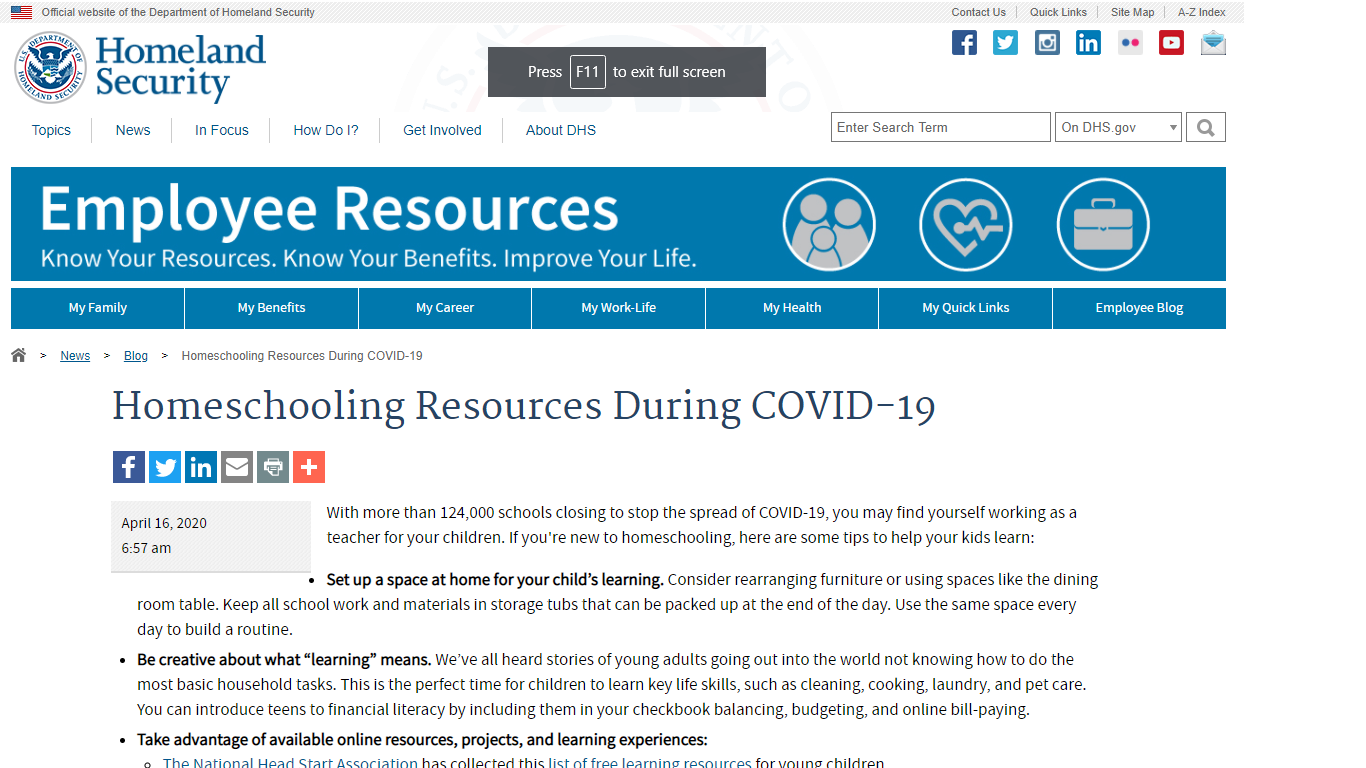 Official website of the Department of Homeland Security
Contact Us
Quick Links
Site Map
A-Z Index
U.S. DEPARTMENT OF HOMELAND SECURITY
Homeland
Security
Press F11 to exit full screen
Topics
News
In Focus
How Do I?
Get Involved
About DHS
Enter Search Term
On DHS.gov
Employee Resources
Know Your Resources. Know Your Benefits. Improve Your Life.
My Family
My Benefits
My Career
My Work-Life
My Health
My Quick Links
Employee Blog
> News > Blog > Homeschooling Resources During COVID-19
Homeschooling Resources During COVID-19
April 16, 2020
6:57 am
With more than 124,000 schools closing to stop the spread of COVID-19, you may find yourself working as a
teacher for your children. If you're new to homeschooling, here are some tips to help your kids learn:
• Set up a space at home for your child’s learning. Consider rearranging furniture or using spaces like the dining
room table. Keep all school work and materials in storage tubs that can be packed up at the end of the day. Use the same space every
day to build a routine.
• Be creative about what “learning” means. We’ve all heard stories of young adults going out into the world not knowing how to do the
most basic household tasks. This is the perfect time for children to learn key life skills, such as cleaning, cooking, laundry, and pet care.
You can introduce teens to financial literacy by including them in your checkbook balancing, budgeting, and online bill-paying.
• Take advantage of available online resources, projects, and learning experiences:
○ The National Head Start Association has collected this list of free learning resources for young children